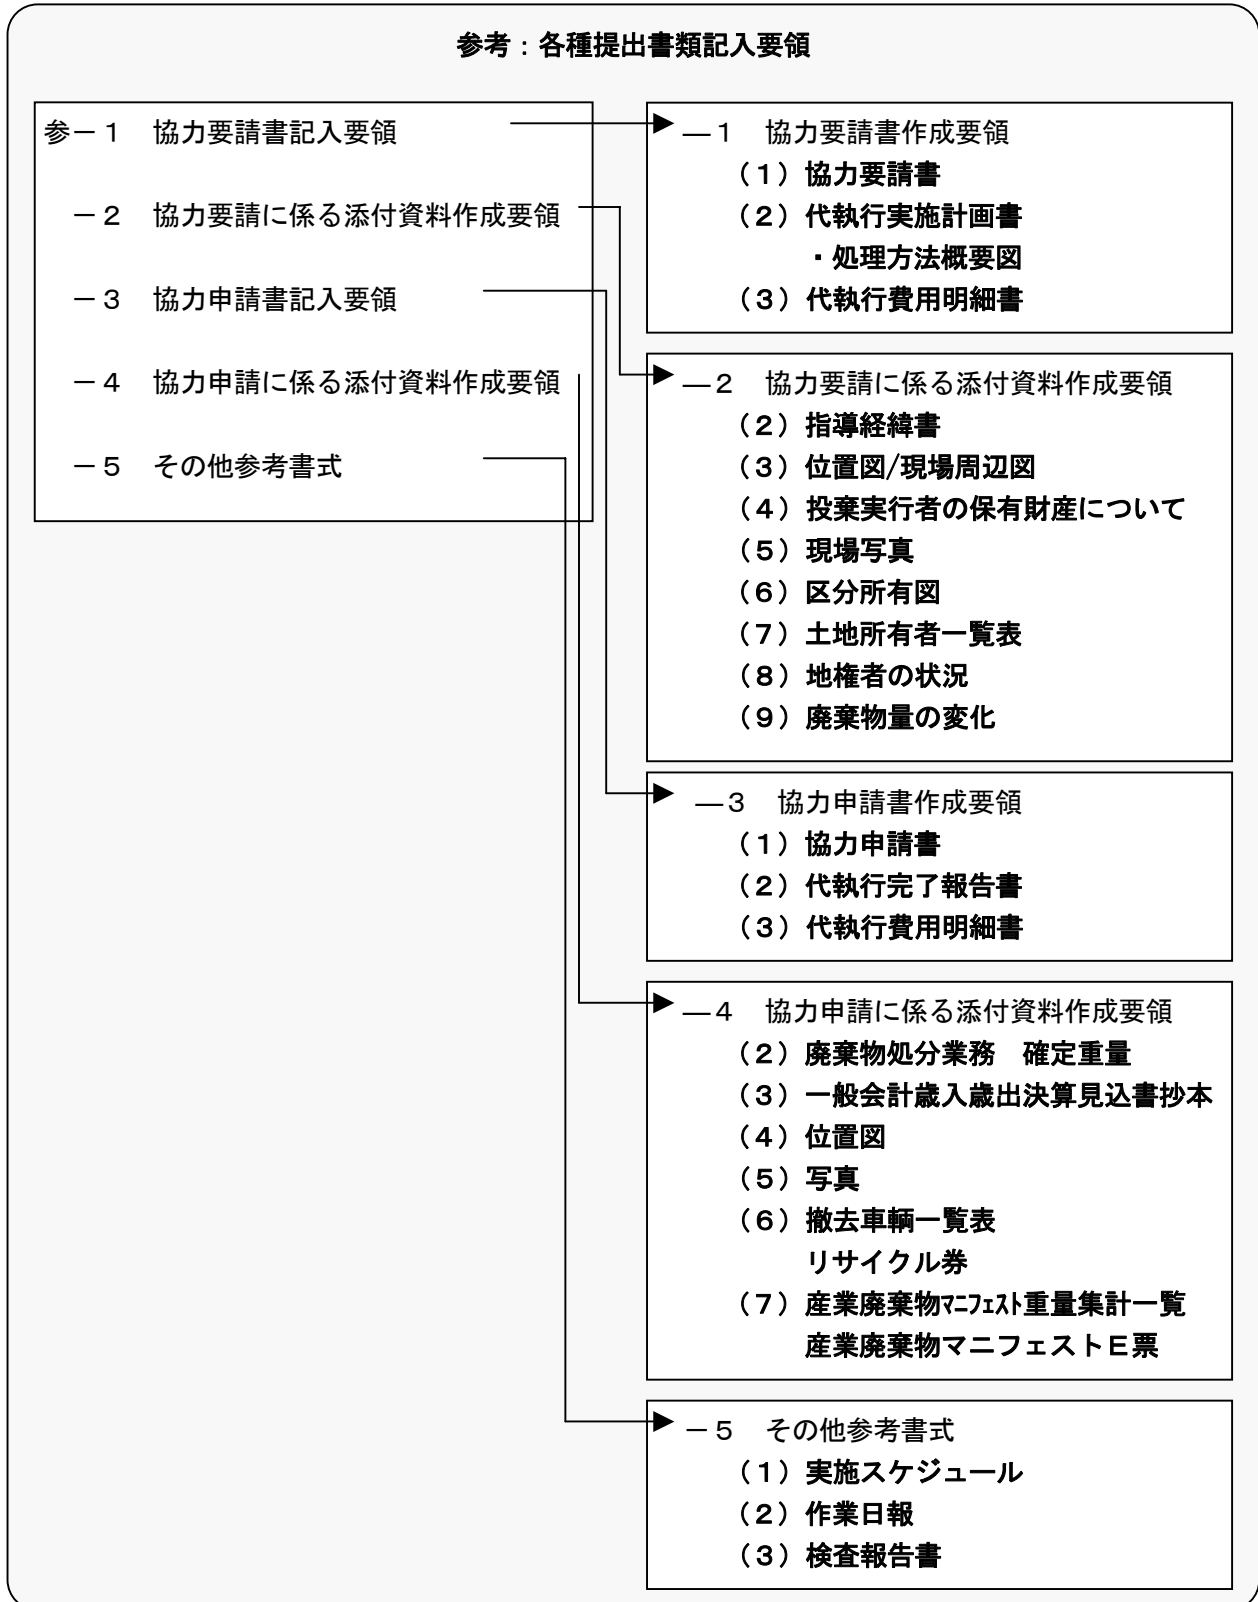 参考：各種提出書類記入要領
参－１　協力要請書記入要領
－２　協力要請に係る添付資料作成要領
－３　協力申請書記入要領
－４　協力申請に係る添付資料作成要領
－５　その他参考書式
―１　協力要請書作成要領
（１）協力要請書
（２）代執行実施計画書
・処理方法概要図
（３）代執行費用明細書
―２　協力要請に係る添付資料作成要領
（２）指導経緯書
（３）位置図/現場周辺図
（４）投棄実行者の保有財産について
（５）現場写真
（６）区分所有図
（７）土地所有者一覧表
（８）地権者の状況
（９）廃棄物量の変化
―３　協力申請書作成要領
（１）協力申請書
（２）代執行完了報告書
（３）代執行費用明細書
―４　協力申請に係る添付資料作成要領
（２）廃棄物処分業務　確定重量
（３）一般会計歳入歳出決算見込書抄本
（４）位置図
（５）写真
（６）撤去車輌一覧表
リサイクル券
（７）産業廃棄物ﾏﾆﾌｪｽﾄ重量集計一覧
産業廃棄物マニフェストＥ票
－５　その他参考書式
（１）実施スケジュール
（２）作業日報
（３）検査報告書